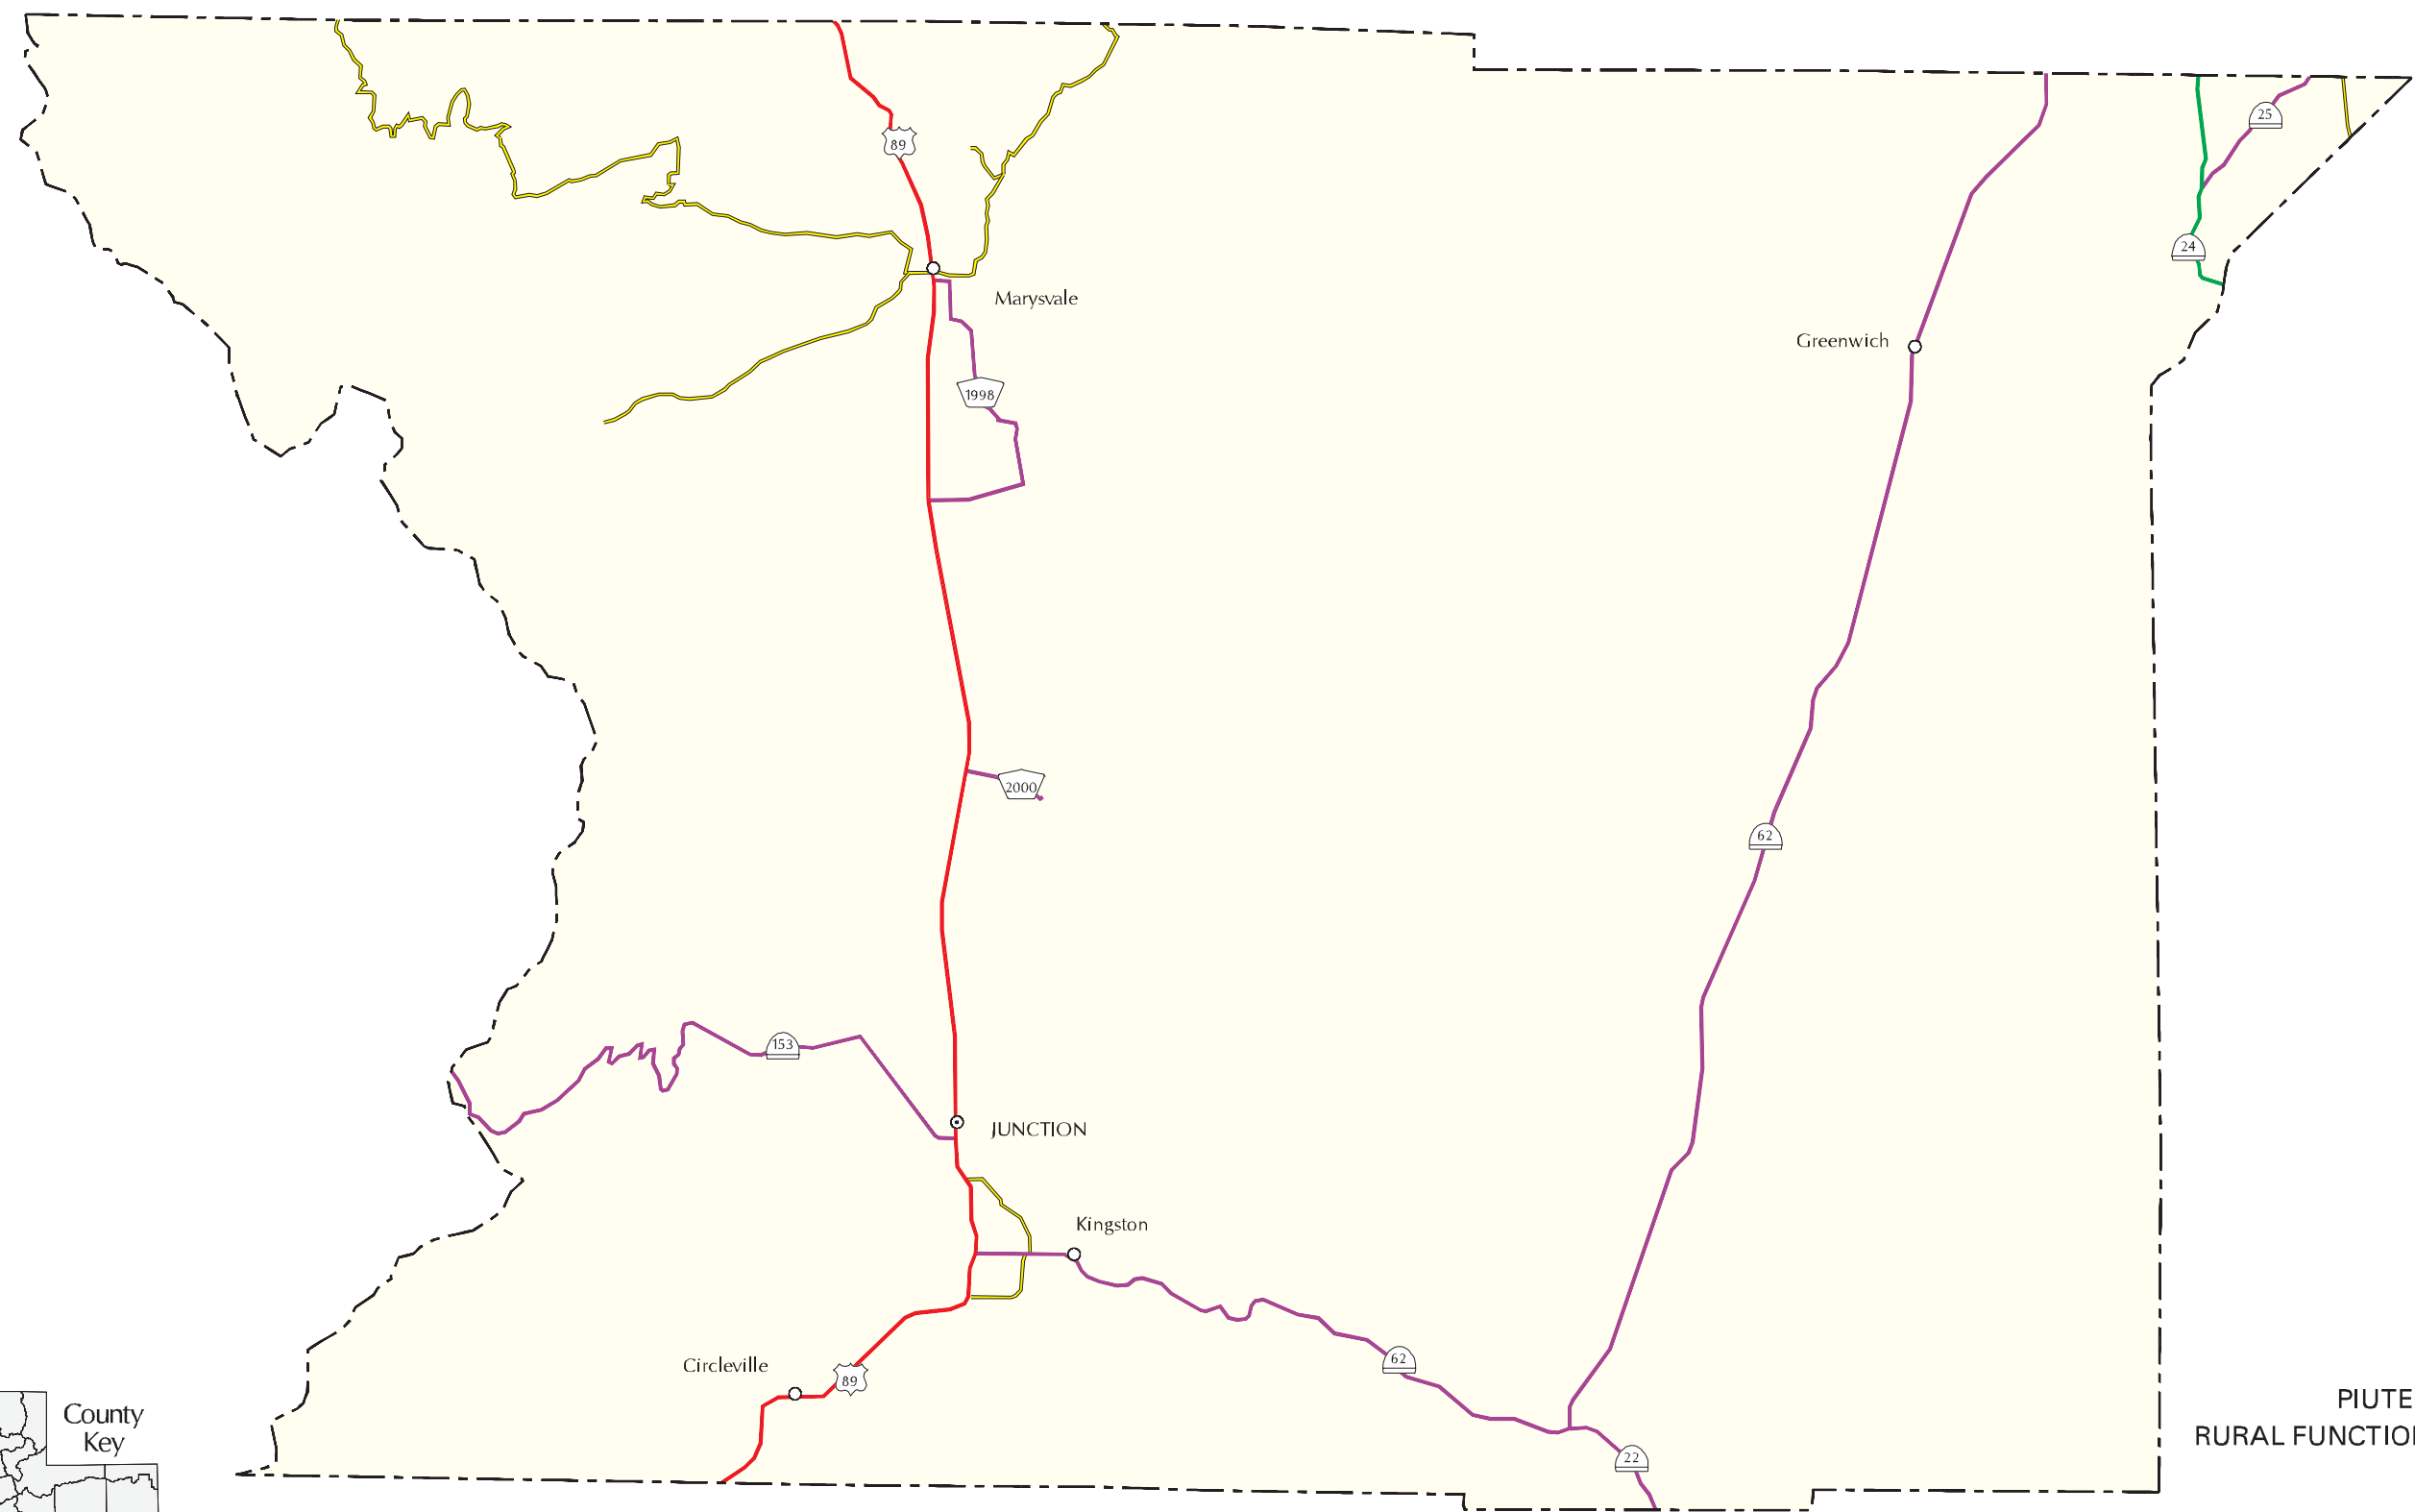 25
89
24
Marysvale
Greenwich
1998
2000
62
153
JUNCTION
Kingston
62
Circleville
89
PIUTE
County
Key
RURAL FUNCTION
22